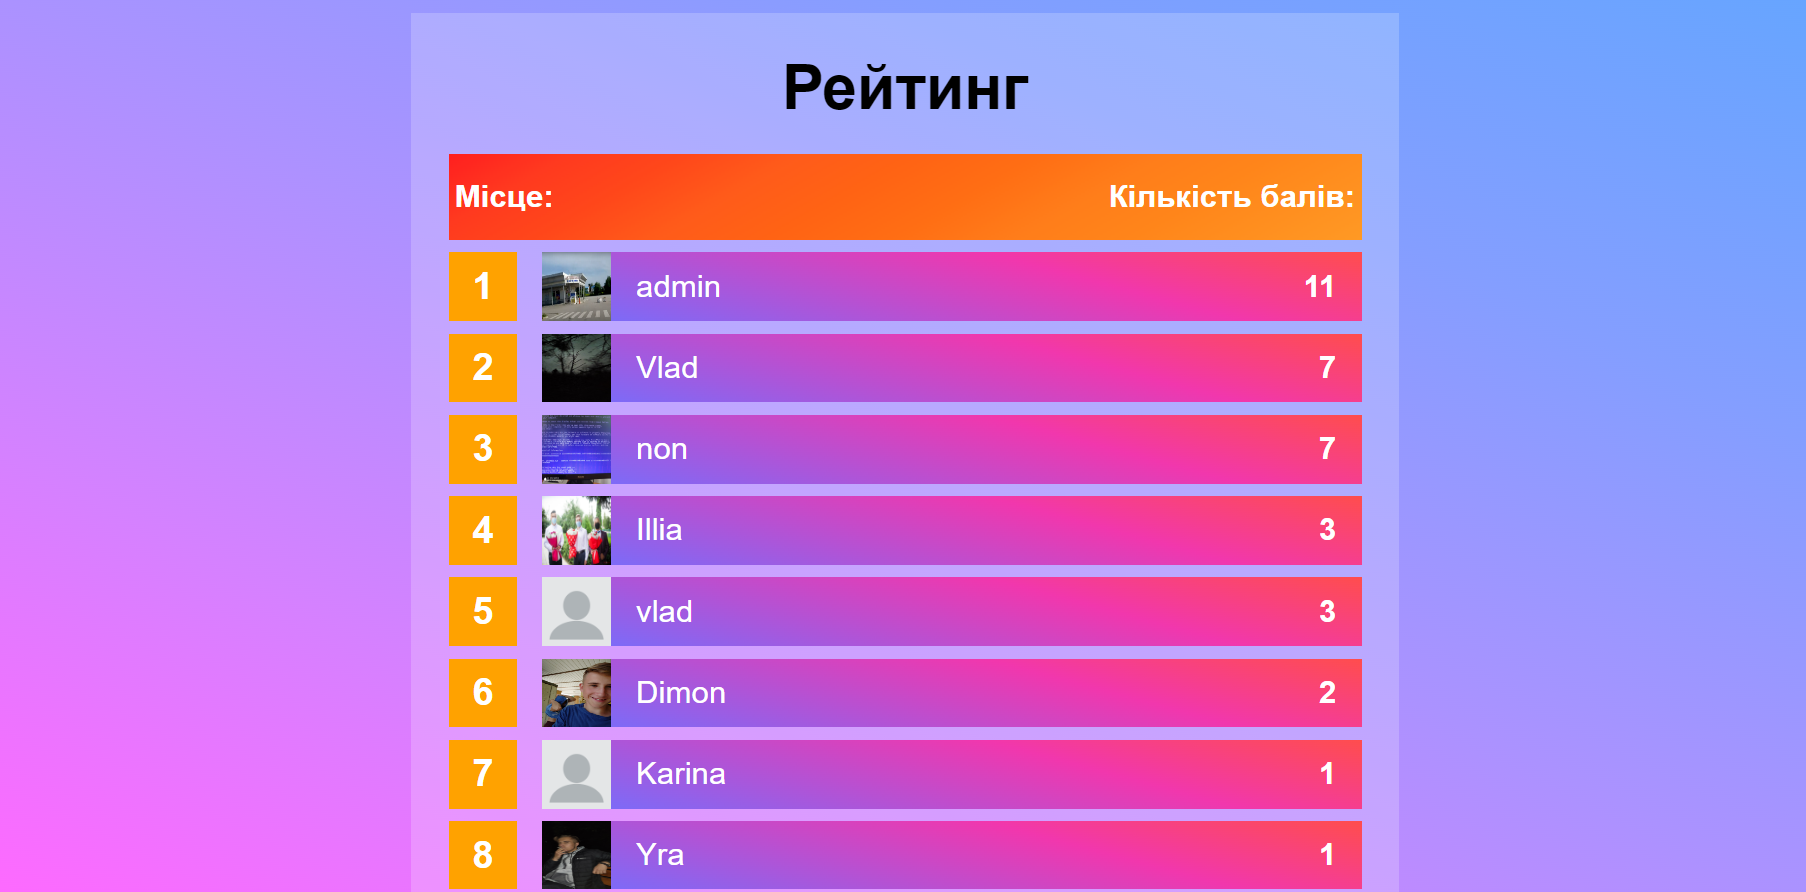 Рейтинг
Місце: Кількість балів:
1 admin 11
2 Vlad 7
3 non 7
4 Illia 3
5 vlad 3
6 Dimon 2
7 Karina 1
8 Yra 1